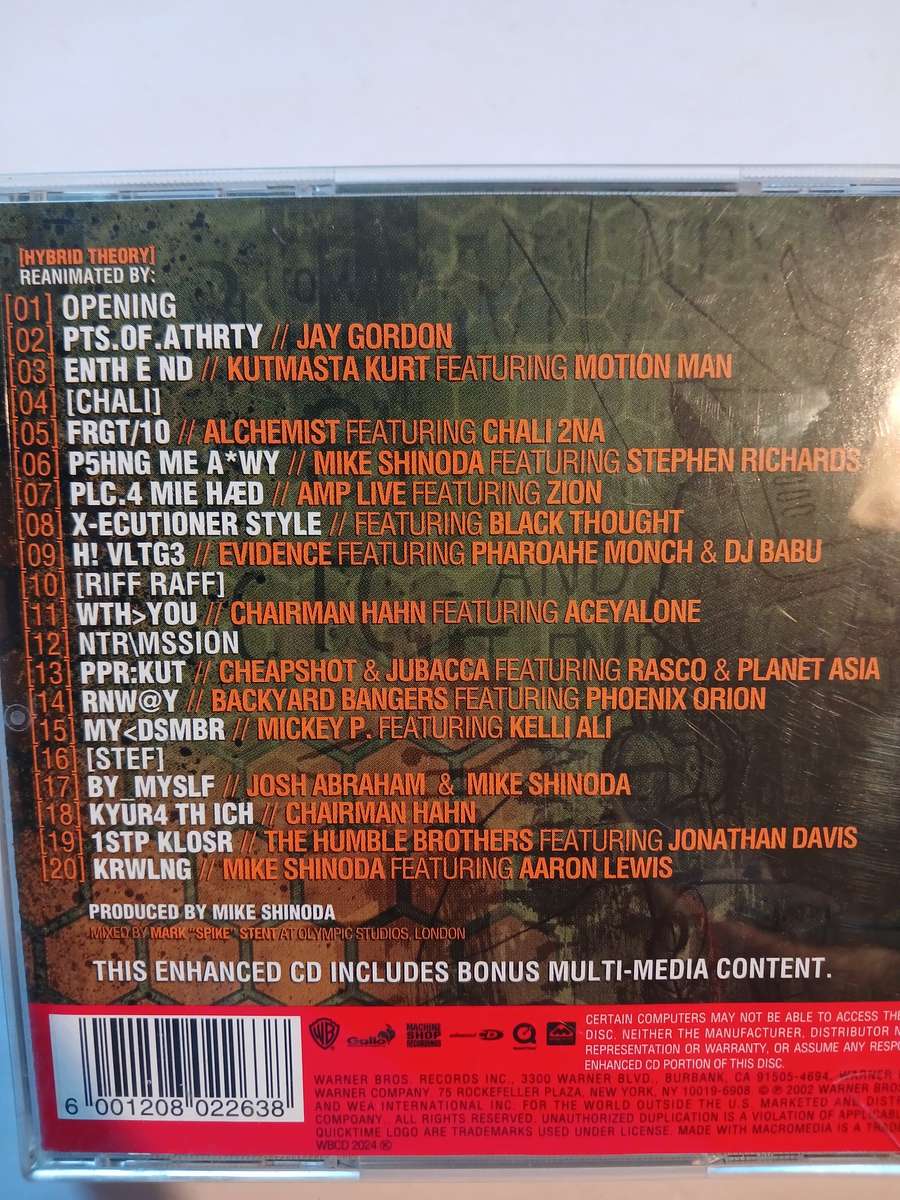 [HYBRID THEORY]
REANIMATED BY:
[01] OPENING
[02] PTS.OF.ATHRTY // JAY GORDON
[03] ENTH E ND // KUTMASTA KURT FEATURING MOTION MAN
[04] [CHALI]
[05] FRGT/10 // ALCHEMIST FEATURING CHALI 2NA
[06] P5HNG ME A*WY // MIKE SHINODA FEATURING STEPHEN RICHARDS
[07] PLC.4 MIE HÆD // AMP LIVE FEATURING ZION
[08] X-ECUTIONER STYLE // FEATURING BLACK THOUGHT
[09] H! VLTG3 // EVIDENCE FEATURING PHAROAHE MONCH & DJ BABU
[10] [RIFF RAFF]
[11] WTH>YOU // CHAIRMAN HAHN FEATURING ACEYALONE
[12] NTR\MSSION
[13] PPR:KUT // CHEAPSHOT & JUBACCA FEATURING RASCO & PLANET ASIA
[14] RNW@Y // BACKYARD BANGERS FEATURING PHOENIX ORION
[15] MY<DSMBR // MICKEY P. FEATURING KELLI ALI
[16] [STEF]
[17] BY_MYSLF // JOSH ABRAHAM & MIKE SHINODA
[18] KYUR4 TH ICH // CHAIRMAN HAHN
[19] 1STP KLOSR // THE HUMBLE BROTHERS FEATURING JONATHAN DAVIS
[20] KRWLNG // MIKE SHINODA FEATURING AARON LEWIS
PRODUCED BY MIKE SHINODA
MIXED BY MARK "SPIKE" STENT AT OLYMPIC STUDIOS, LONDON
THIS ENHANCED CD INCLUDES BONUS MULTI-MEDIA CONTENT.
6 001208 022638
WB Gallo MACHINE SHOP RECORDINGS
CERTAIN COMPUTERS MAY NOT BE ABLE TO ACCESS THE
DISC. NEITHER THE MANUFACTURER, DISTRIBUTOR
REPRESENTATION OR WARRANTY, OR ASSUME ANY
ENHANCED CD PORTION OF THIS DISC.
WARNER BROS. RECORDS INC., 3300 WARNER BLVD., BURBANK, CA 91505-4694. WARNER
WARNER COMPANY. 75 ROCKEFELLER PLAZA, NEW YORK, NY 10019-6908 © ℗ 2002 WARNER BROS
AND WEA INTERNATIONAL INC. FOR THE WORLD OUTSIDE THE U.S. MARKETED AND
COMPOANY.. ALL RIGHTS RESERVED. UNAUTHORIZED DUPLICATION IS A VIOLATION OF
QUICKTIME LOGO ARE TRADEMARKS USED UNDER LICENSE. MADE WITH MACROMEDIA IS A
WBCD 2024